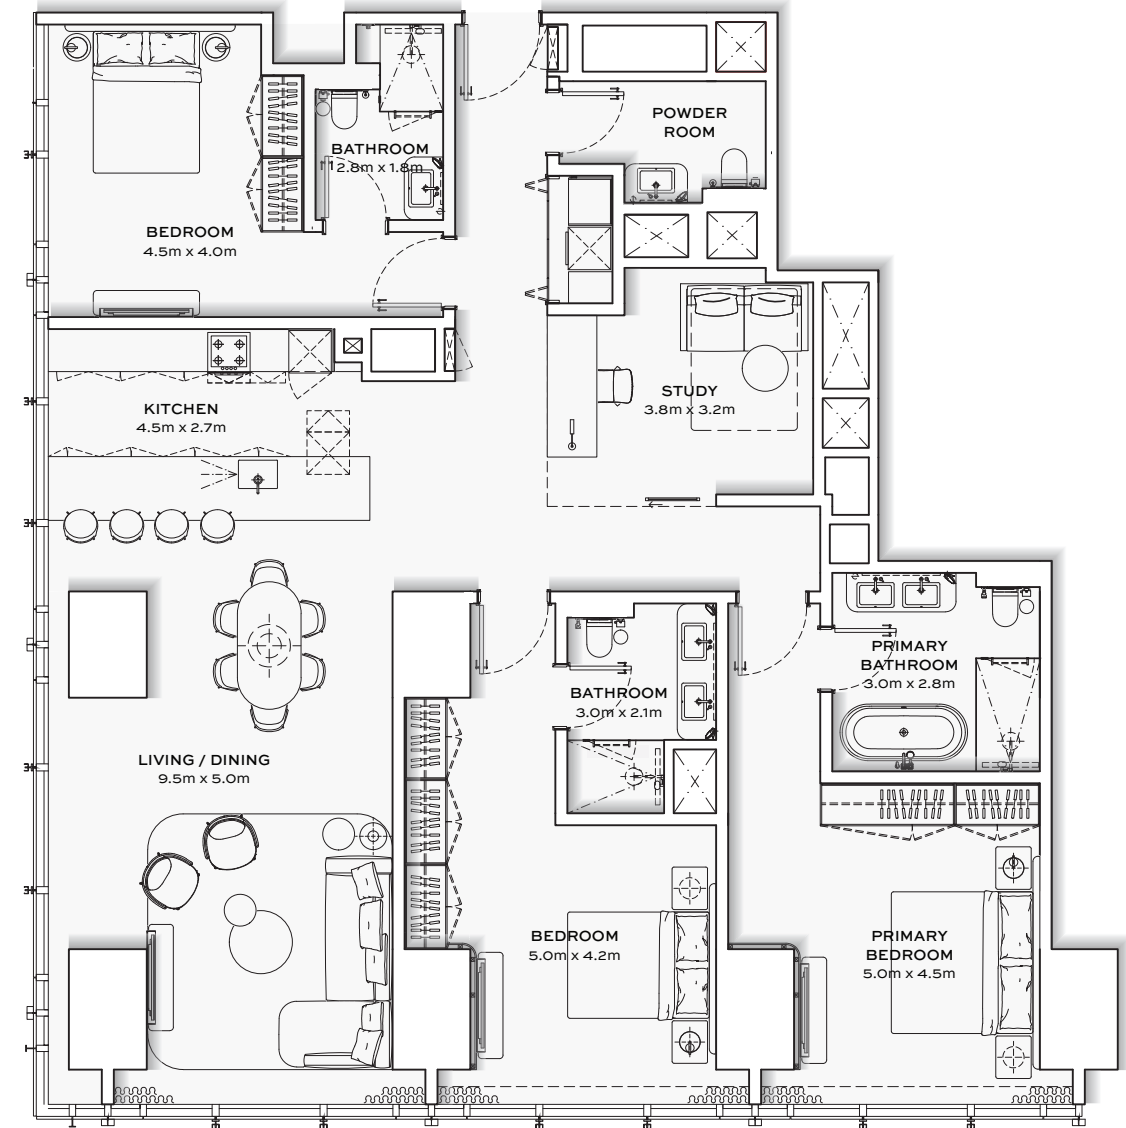 POWDER
ROOM
BATHROOM
2.8m x 1.8m
BEDROOM
4.5m x 4.0m
STUDY
3.8m x 3.2m
KITCHEN
4.5m x 2.7m
PRIMARY
BATHROOM
3.0m x 2.8m
BATHROOM
3.0m x 2.1m
LIVING / DINING
9.5m x 5.0m
BEDROOM
5.0m x 4.2m
PRIMARY
BEDROOM
5.0m x 4.5m